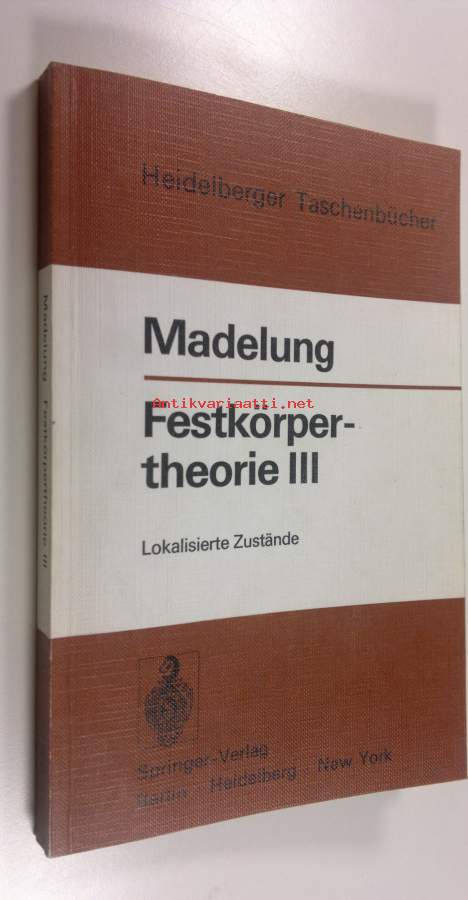 Heidelberger Taschenbücher
Madelung
Antikvariaatti.net
Festkörper-
theorie III
Lokalisierte Zustände
Springer-Verlag
Berlin Heidelberg New York
Madelung Festkörpertheorie III